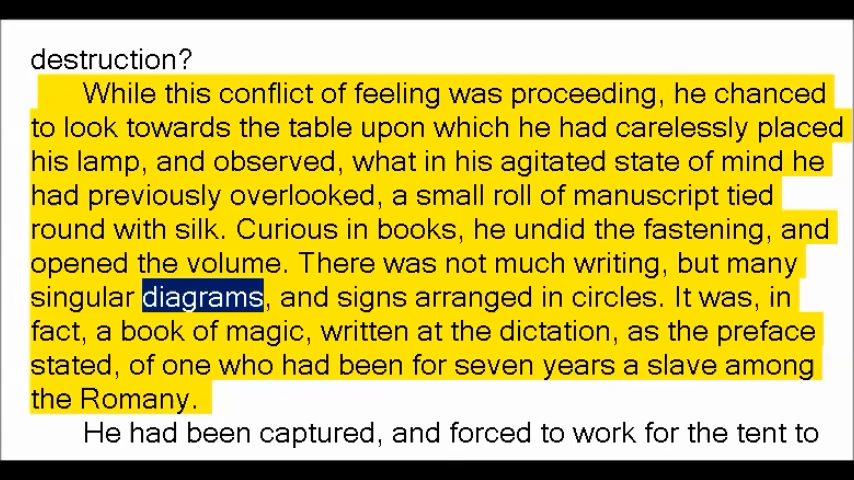 destruction?
While this conflict of feeling was proceeding, he chanced
to look towards the table upon which he had carelessly placed
his lamp, and observed, what in his agitated state of mind he
had previously overlooked, a small roll of manuscript tied
round with silk. Curious in books, he undid the fastening, and
opened the volume. There was not much writing, but many
singular diagrams, and signs arranged in circles. It was, in
fact, a book of magic, written at the dictation, as the preface
stated, of one who had been for seven years a slave among
the Romany.
He had been captured, and forced to work for the tent to